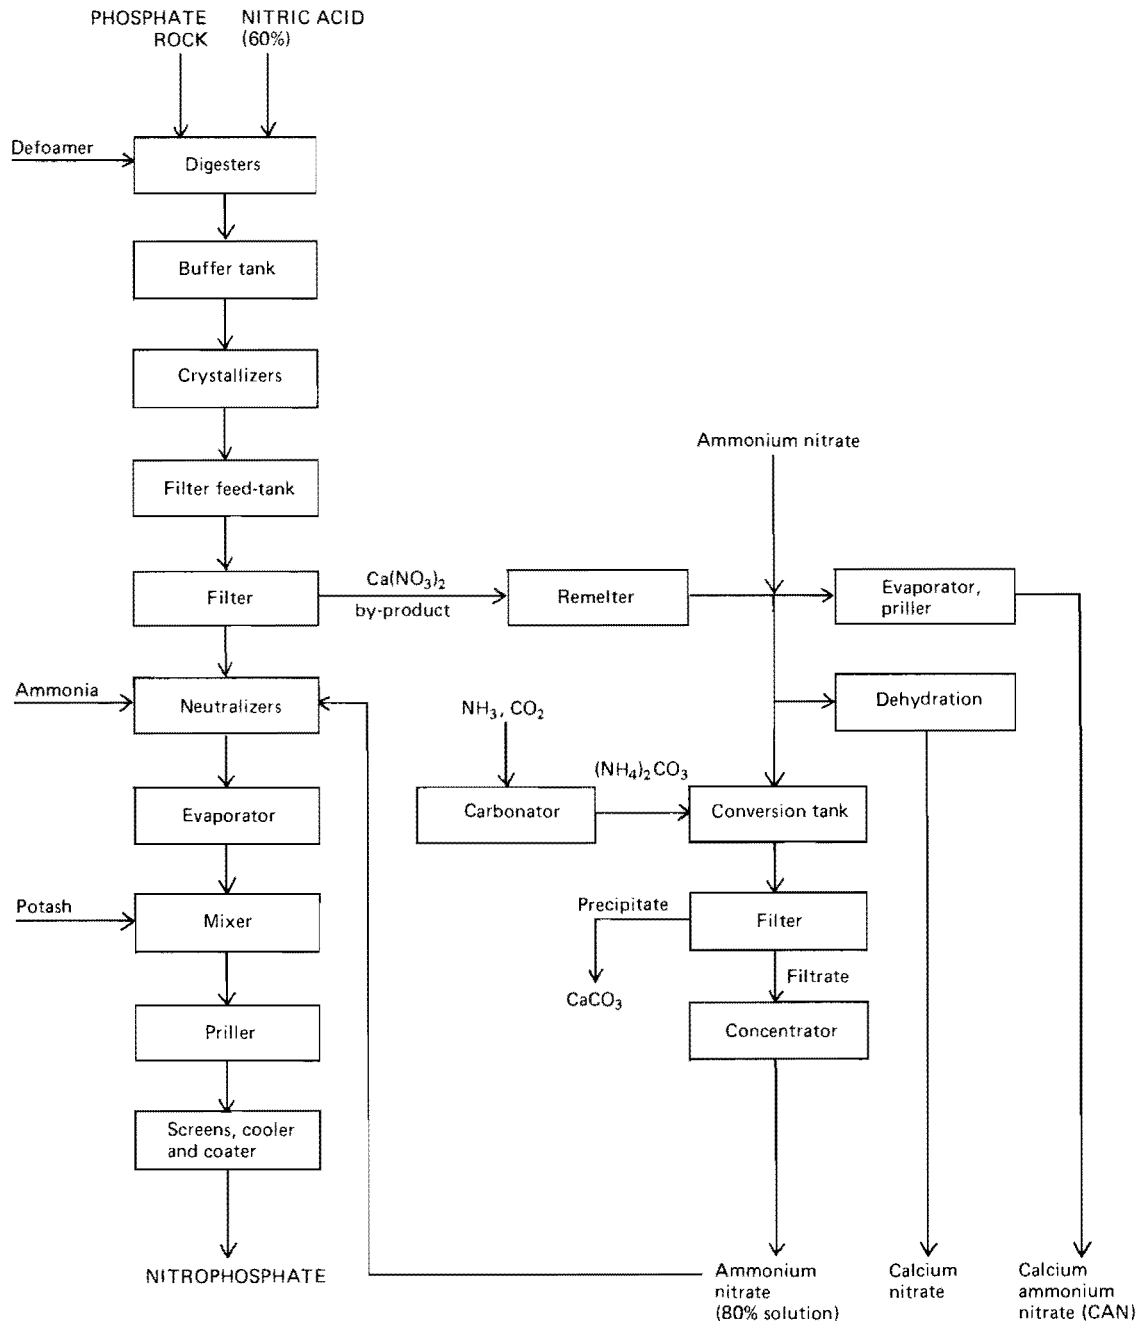 PHOSPHATE
ROCK
NITRIC ACID
(60%)
Defoamer
Digesters
Buffer tank
Crystallizers
Filter feed-tank
Ammonium nitrate
Filter
Ca(NO₃)₂
by-product
Remelter
Evaporator,
priller
Ammonia
Neutralizers
NH₃, CO₂
Dehydration
(NH₄)₂CO₃
Evaporator
Carbonator
Conversion tank
Potash
Mixer
Precipitate
Filter
CaCO₃
Filtrate
Priller
Concentrator
Screens, cooler
and coater
NITROPHOSPHATE
Ammonium
nitrate
(80% solution)
Calcium
nitrate
Calcium
ammonium
nitrate (CAN)